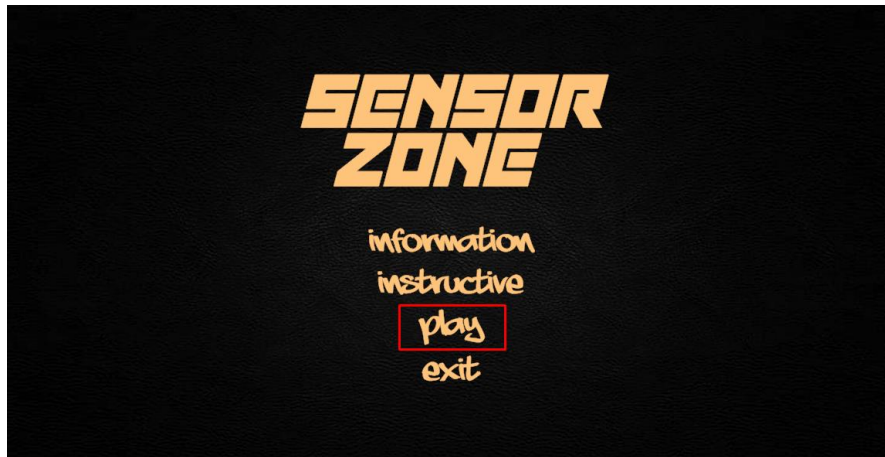 SENSOR
ZONE
information
instructive
play
exit